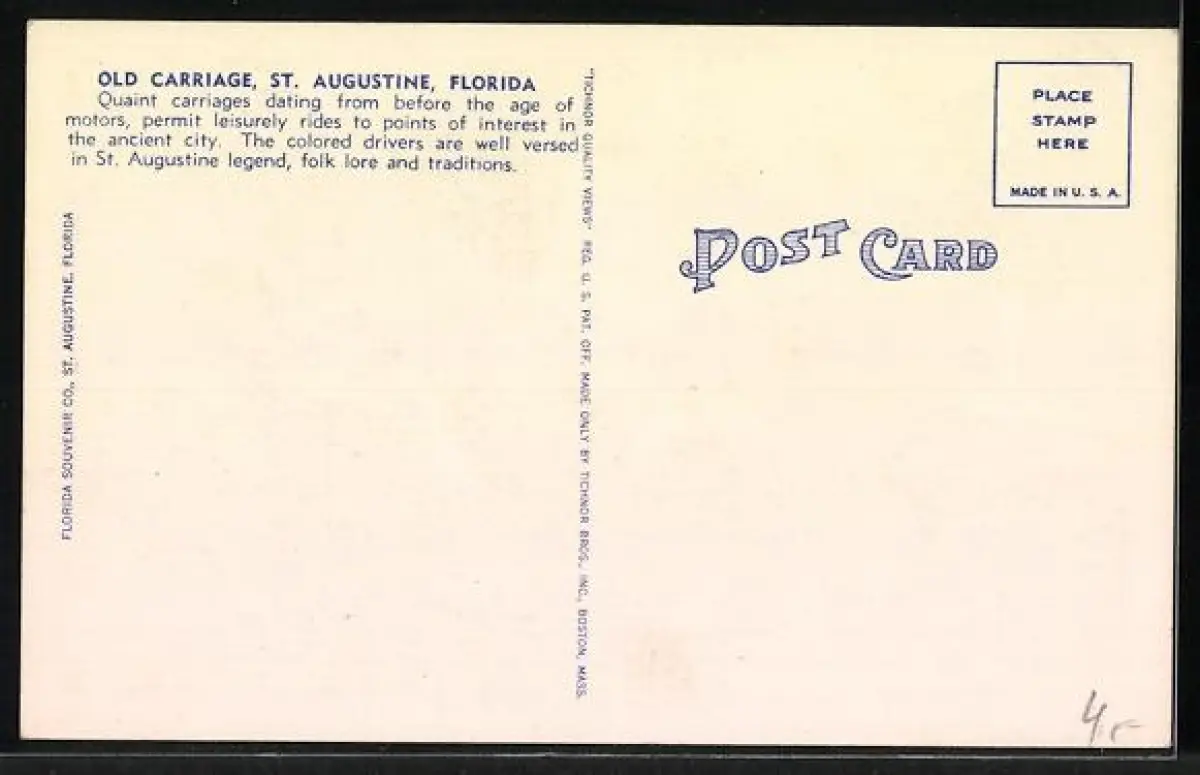 OLD CARRIAGE, ST. AUGUSTINE, FLORIDA
Quaint carriages dating from before the age of
motors, permit leisurely rides to points of interest in
the ancient city. The colored drivers are well versed
in St. Augustine legend, folk lore and traditions.
FLORIDA SOUVENIR CO., ST. AUGUSTINE, FLORIDA
"TICHNOR QUALITY VIEWS" REG. U. S. PAT. OFF. MADE ONLY BY TICHNOR BROS., INC., BOSTON, MASS.
PLACE
STAMP
HERE
MADE IN U. S. A.
POST CARD
4,-